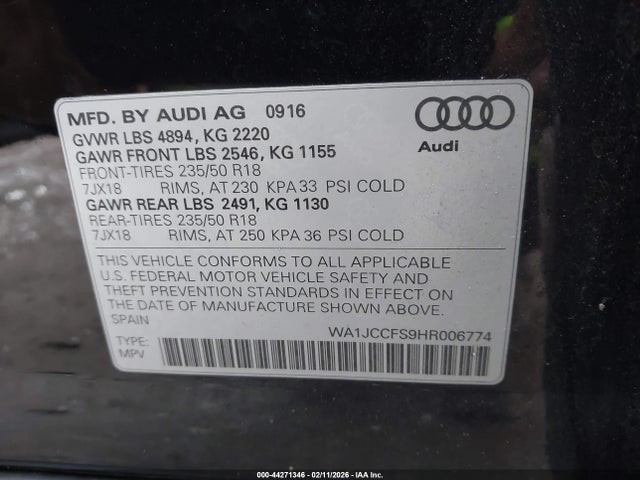 MFD. BY AUDI AG 0916
GVWR LBS 4894, KG 2220
GAWR FRONT LBS 2546, KG 1155
FRONT-TIRES 235/50 R18
7JX18 RIMS, AT 230 KPA 33 PSI COLD
GAWR REAR LBS 2491, KG 1130
REAR-TIRES 235/50 R18
7JX18 RIMS, AT 250 KPA 36 PSI COLD
Audi
THIS VEHICLE CONFORMS TO ALL APPLICABLE
U.S. FEDERAL MOTOR VEHICLE SAFETY AND
THEFT PREVENTION STANDARDS IN EFFECT ON
THE DATE OF MANUFACTURE SHOWN ABOVE.
SPAIN
WA1JCCFS9HR006774
TYPE:
MPV
000-44271346 - 02/11/2026 - IAA Inc.